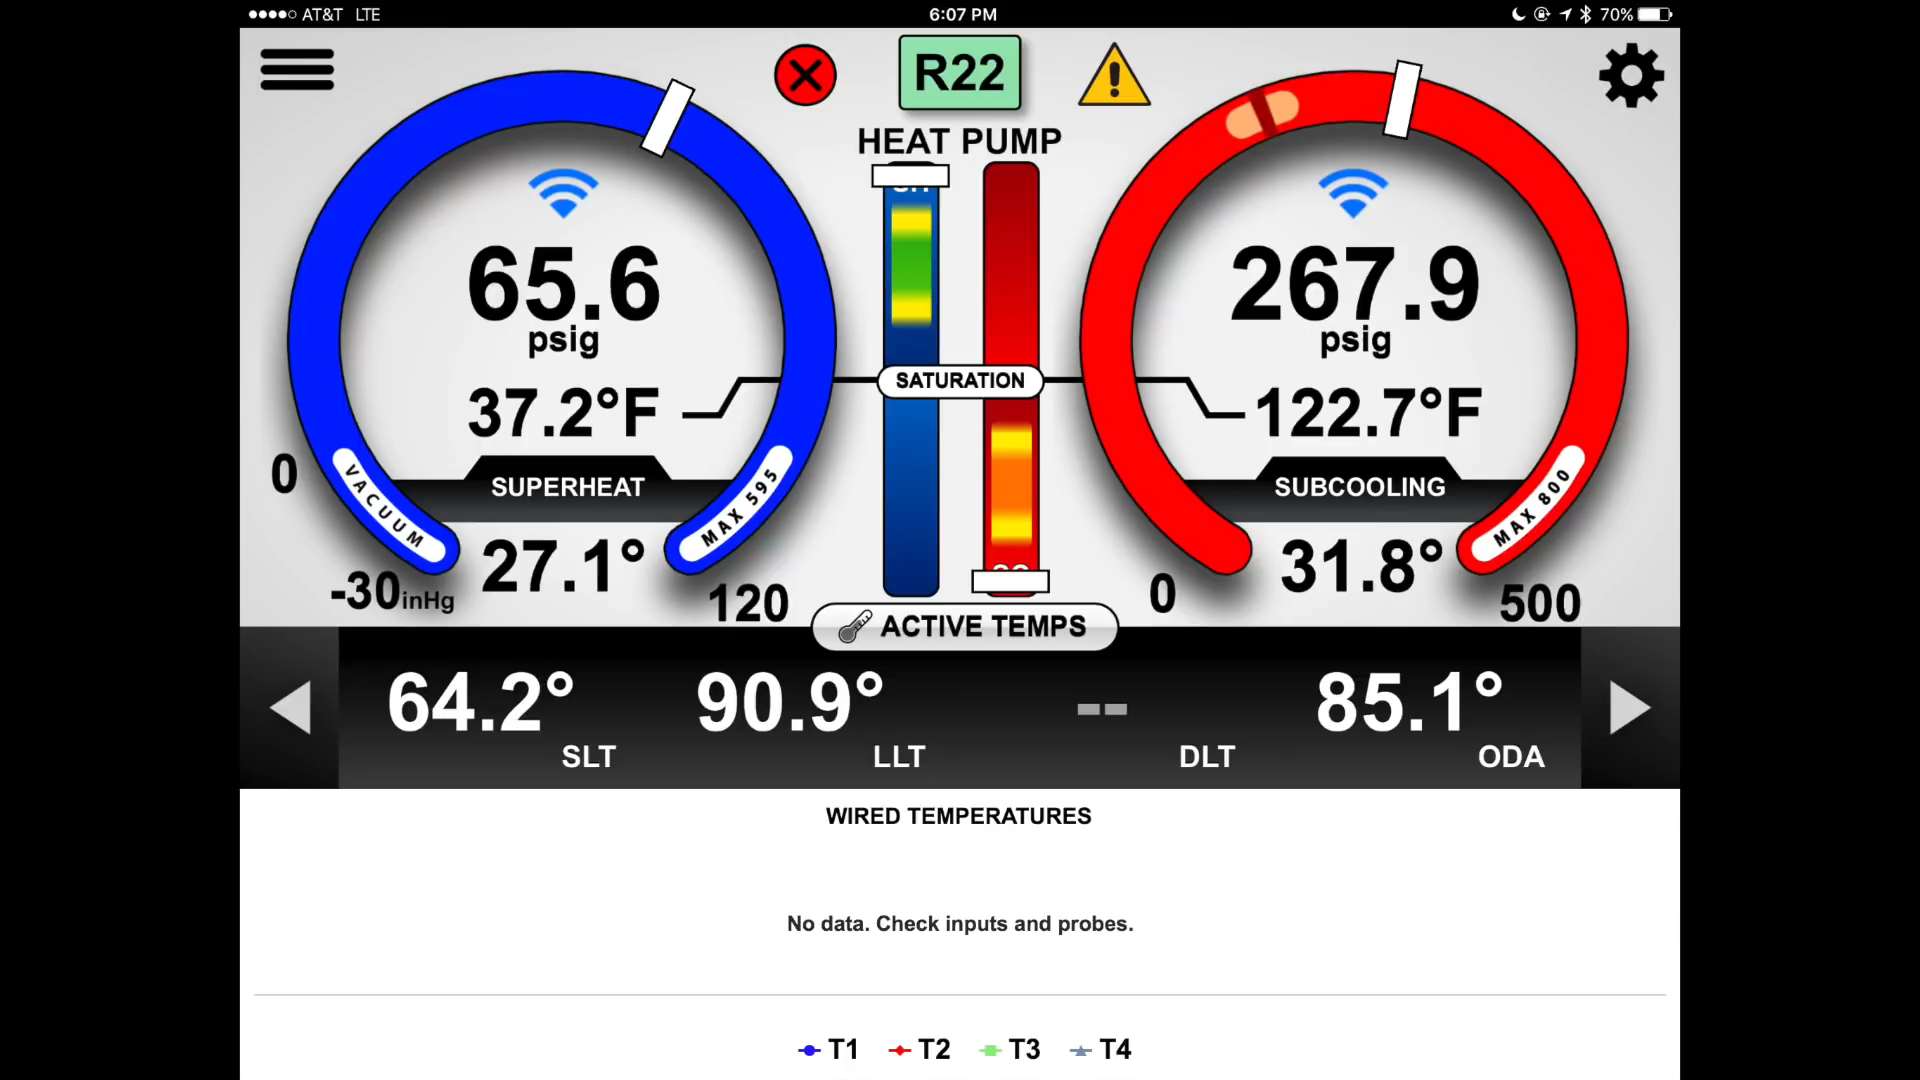 AT&T LTE
6:07 PM
70%
R22
HEAT PUMP
65.6
psig
37.2°F
SUPERHEAT
27.1°
0
VACUUM
-30inHg
MAX 595
120
SATURATION
267.9
psig
122.7°F
SUBCOOLING
31.8°
0
MAX 800
500
ACTIVE TEMPS
64.2°
SLT
90.9°
LLT
--
DLT
85.1°
ODA
WIRED TEMPERATURES
No data. Check inputs and probes.
T1 T2 T3 T4